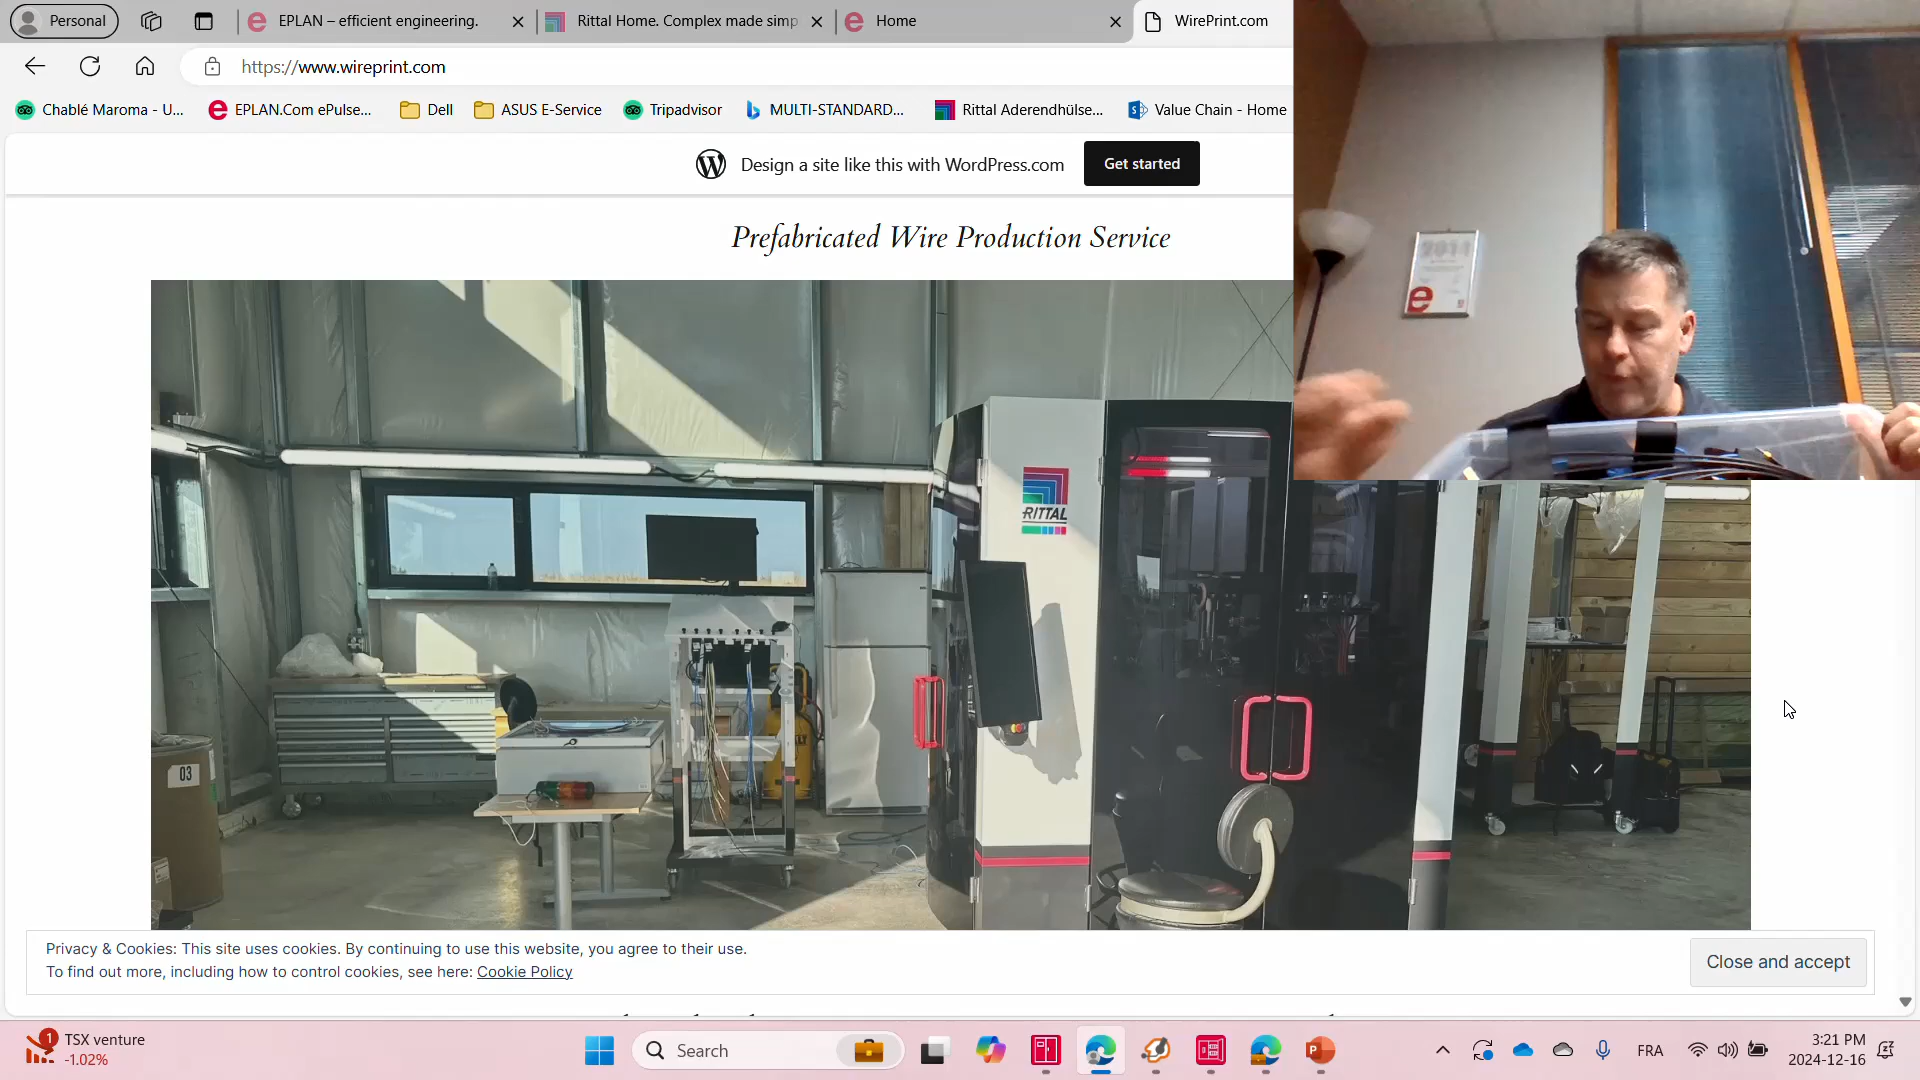 Personal
EPLAN – efficient engineering.
Rittal Home. Complex made simp
Home
WirePrint.com
https://www.wireprint.com
Chablé Maroma - U...
EPLAN.Com ePulse...
Dell
ASUS E-Service
Tripadvisor
MULTI-STANDARD...
Rittal Aderendhülse...
Value Chain - Home
Design a site like this with WordPress.com
Get started
Prefabricated Wire Production Service
2011
e
RITTAL
03
Privacy & Cookies: This site uses cookies. By continuing to use this website, you agree to their use.
To find out more, including how to control cookies, see here: Cookie Policy
Close and accept
1
TSX venture
-1.02%
Search
FRA
3:21 PM
2024-12-16